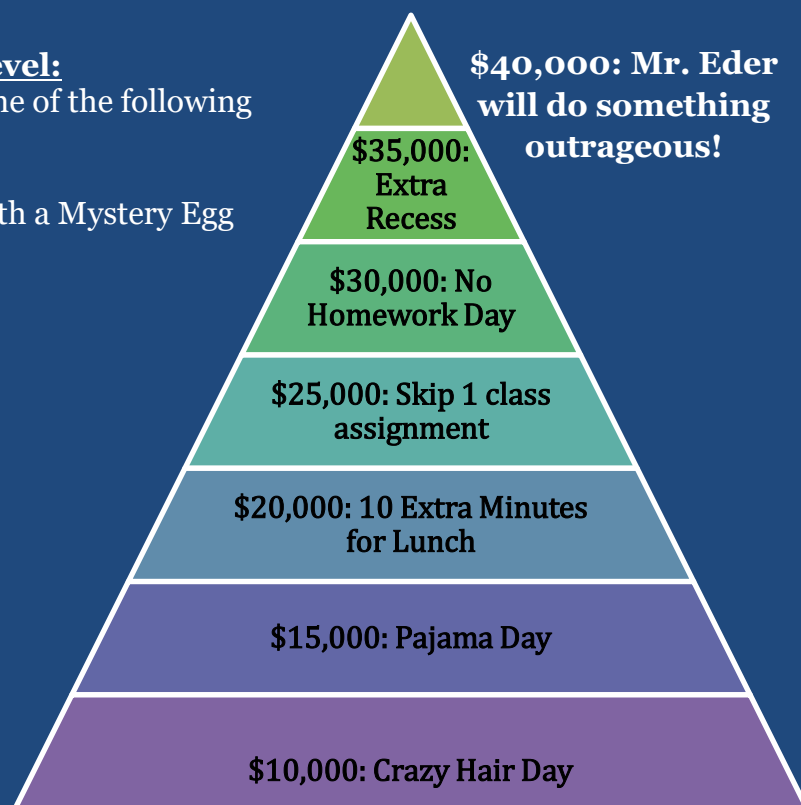 evel:
ne of the following
th a Mystery Egg
$40,000: Mr. Eder
will do something
outrageous!
$35,000:
Extra
Recess
$30,000: No
Homework Day
$25,000: Skip 1 class
assignment
$20,000: 10 Extra Minutes
for Lunch
$15,000: Pajama Day
$10,000: Crazy Hair Day